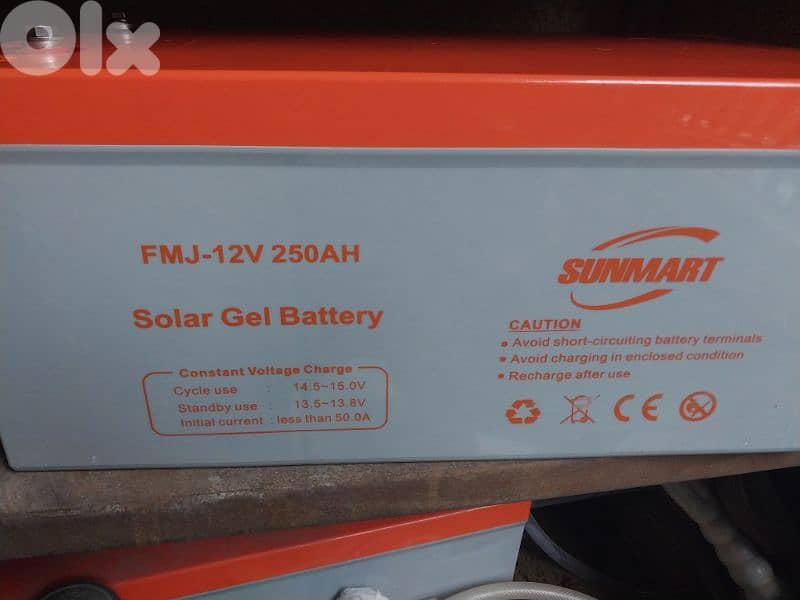 OLX
FMJ-12V 250AH
Solar Gel Battery
Constant Voltage Charge
Cycle use : 14.5~15.0V
Standby use : 13.5~13.8V
Initial current : less than 50.0A
SUNMART
CAUTION
• Avoid short-circuiting battery terminals
• Avoid charging in enclosed condition
• Recharge after use
CE